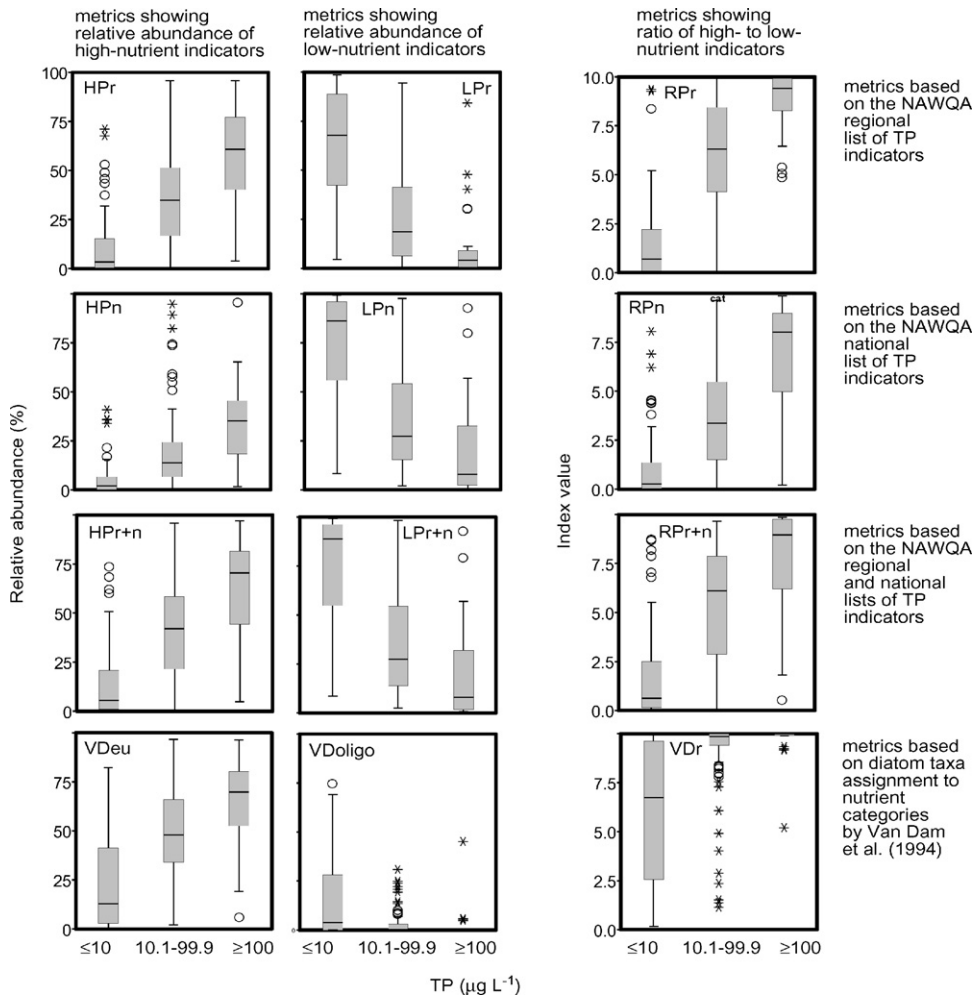 metrics showing
relative abundance of
high-nutrient indicators
metrics showing
relative abundance of
low-nutrient indicators
metrics showing
ratio of high- to low-
nutrient indicators
100
75
50
25
0
HPr
LPr
10.0
7.5
5.0
2.5
0.0
RPr
metrics based
on the NAWQA
regional
list of TP
indicators
75
50
25
0
HPn
LPn
7.5
5.0
2.5
0.0
RPn
cat
metrics based
on the NAWQA
national
list of TP
indicators
75
50
25
0
HPr+n
LPr+n
7.5
5.0
2.5
0.0
RPr+n
metrics based
on the NAWQA
regional
and national
lists of TP
indicators
75
50
25
0
VDeu
VDoligo
0
7.5
5.0
2.5
0.0
VDr
metrics based
on diatom taxa
assignment to
nutrient
categories
by Van Dam
et al. (1994)
Relative abundance (%)
Index value
≤10 10.1-99.9 ≥100
≤10 10.1-99.9 ≥100
≤10 10.1-99.9 ≥100
TP (µg L⁻¹)